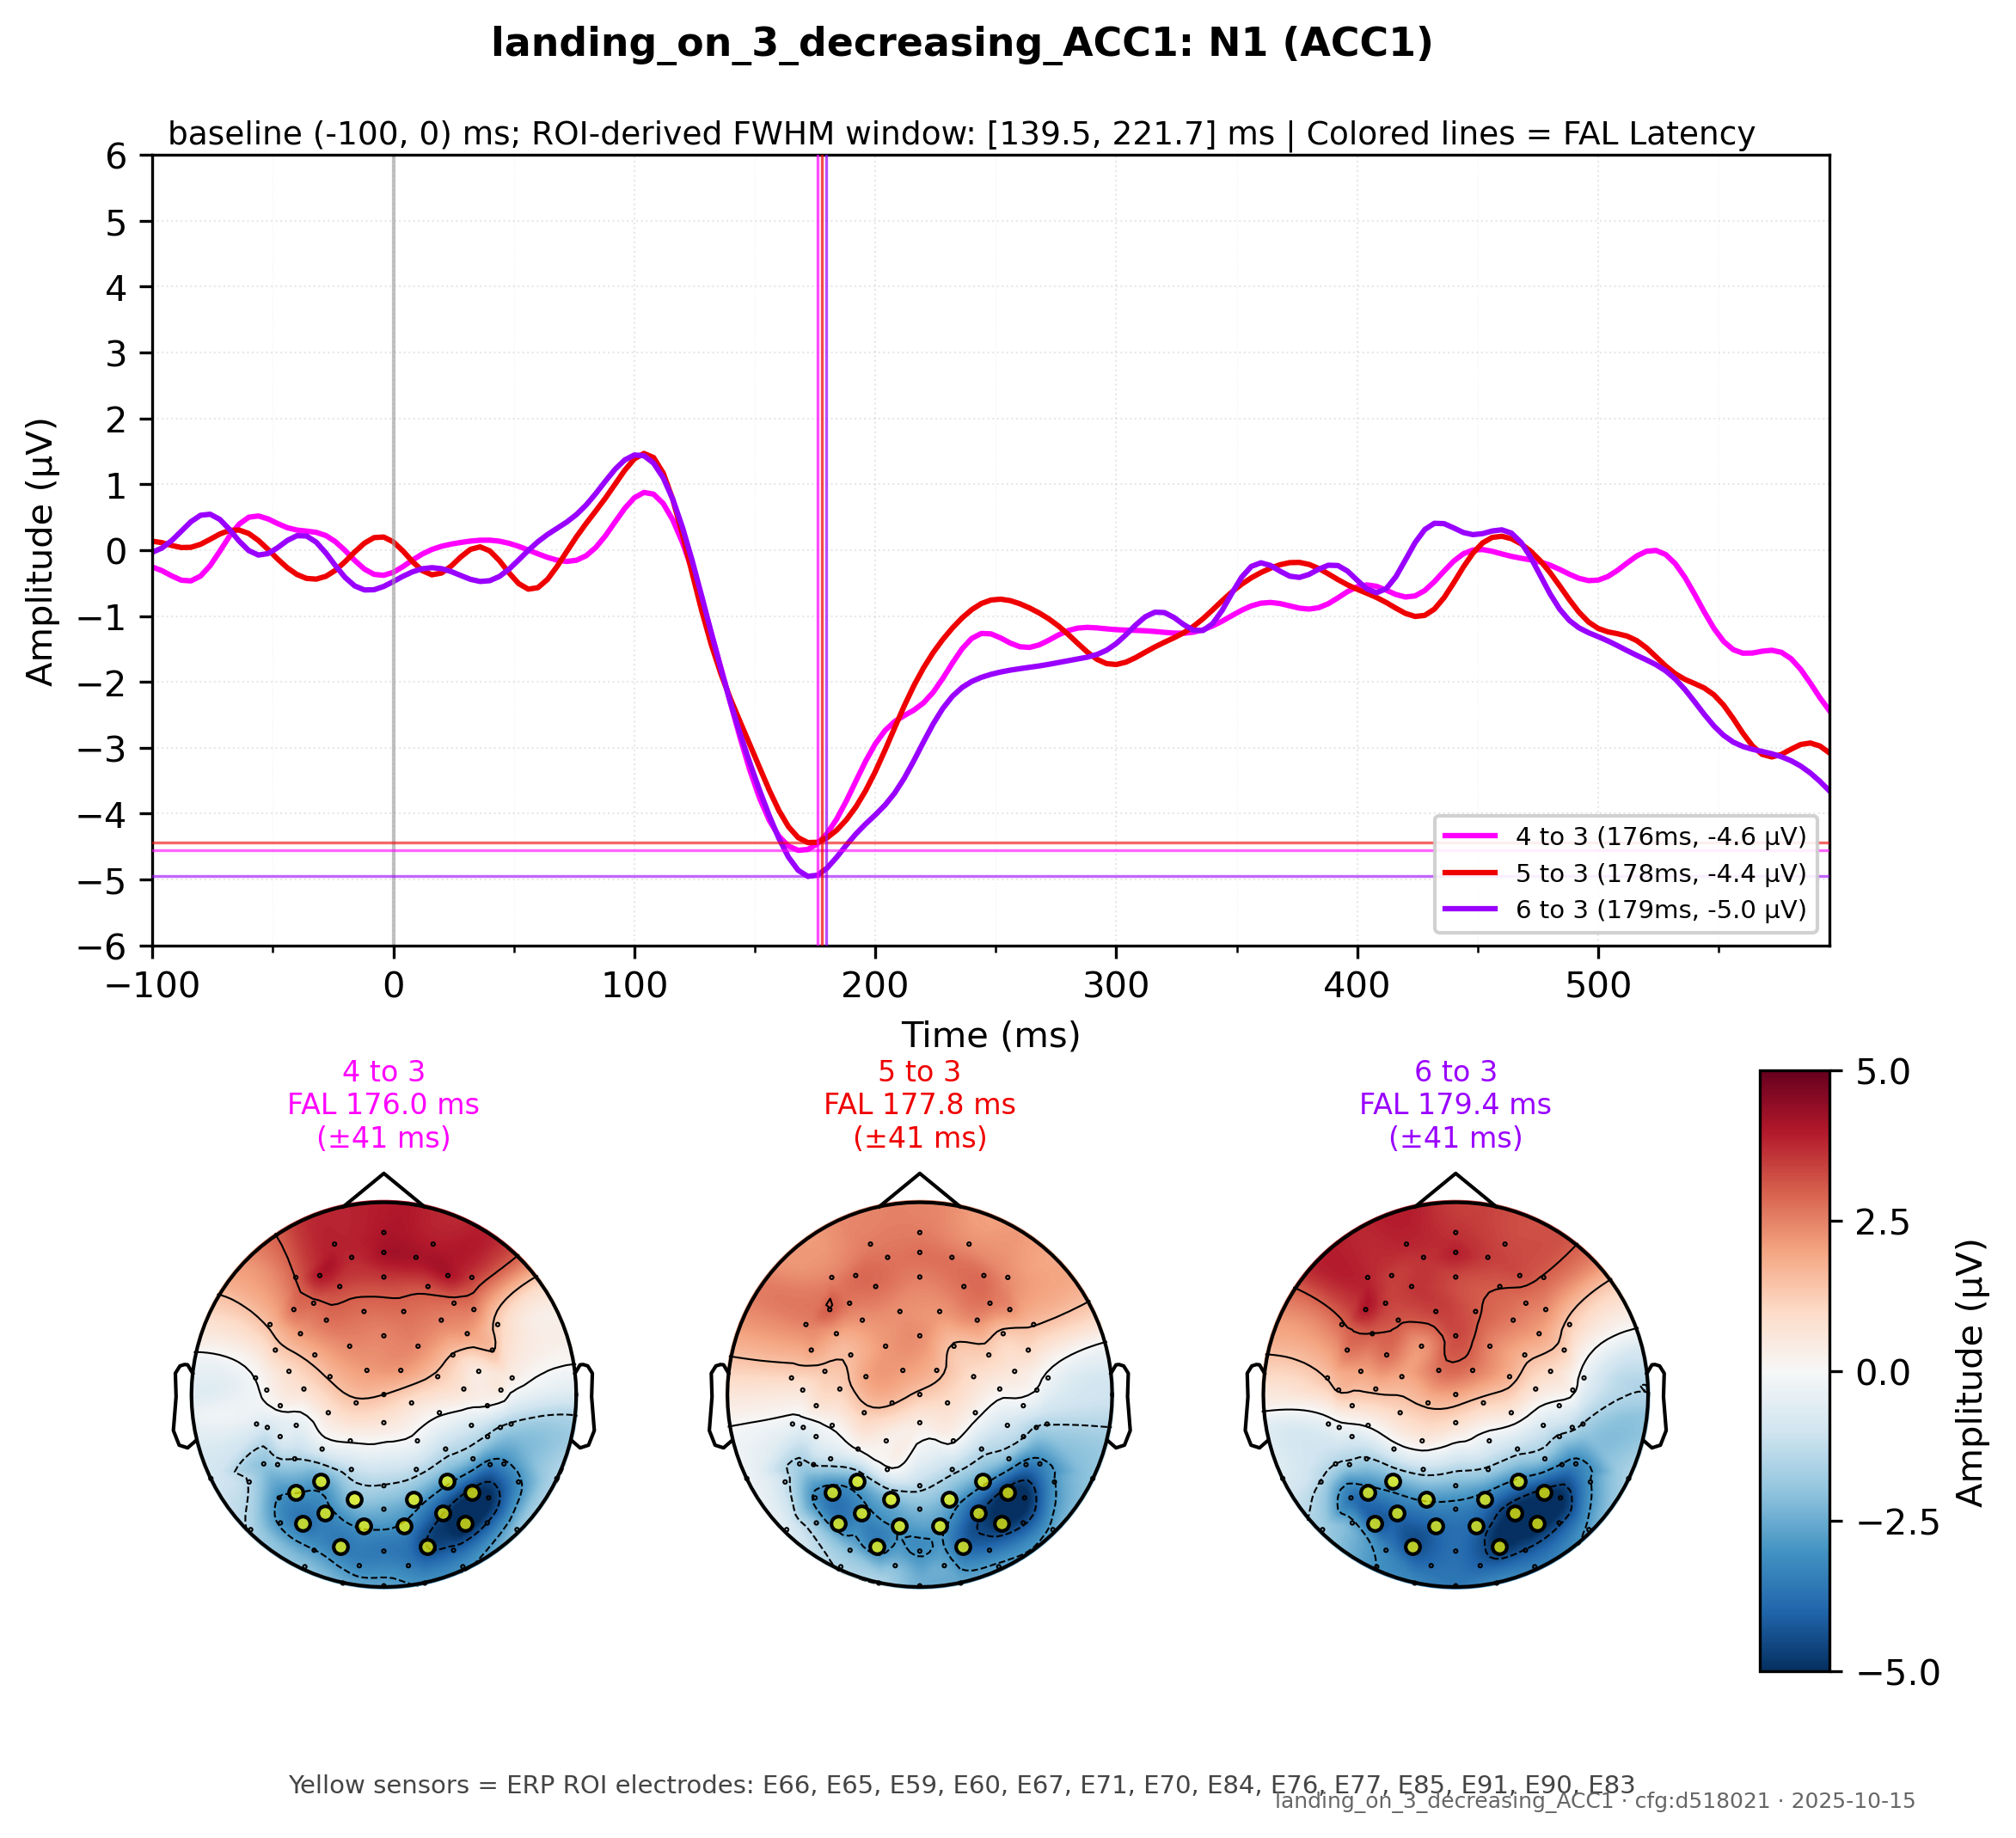 landing_on_3_decreasing_ACC1: N1 (ACC1)
baseline (-100, 0) ms; ROI-derived FWHM window: [139.5, 221.7] ms | Colored lines = FAL Latency
6
5
4
3
2
1
0
−1
−2
−3
−4
−5
−6
Amplitude (µV)
4 to 3 (176ms, -4.6 µV)
5 to 3 (178ms, -4.4 µV)
6 to 3 (179ms, -5.0 µV)
−100 0 100 200 300 400 500
Time (ms)
4 to 3
FAL 176.0 ms
(±41 ms)
5 to 3
FAL 177.8 ms
(±41 ms)
6 to 3
FAL 179.4 ms
(±41 ms)
5.0
2.5
0.0
−2.5
−5.0
Amplitude (µV)
Yellow sensors = ERP ROI electrodes: E66, E65, E59, E60, E67, E71, E70, E84, E76, E77, E85, E91, E90, E83
landing_on_3_decreasing_ACC1 · cfg:d518021 · 2025-10-15